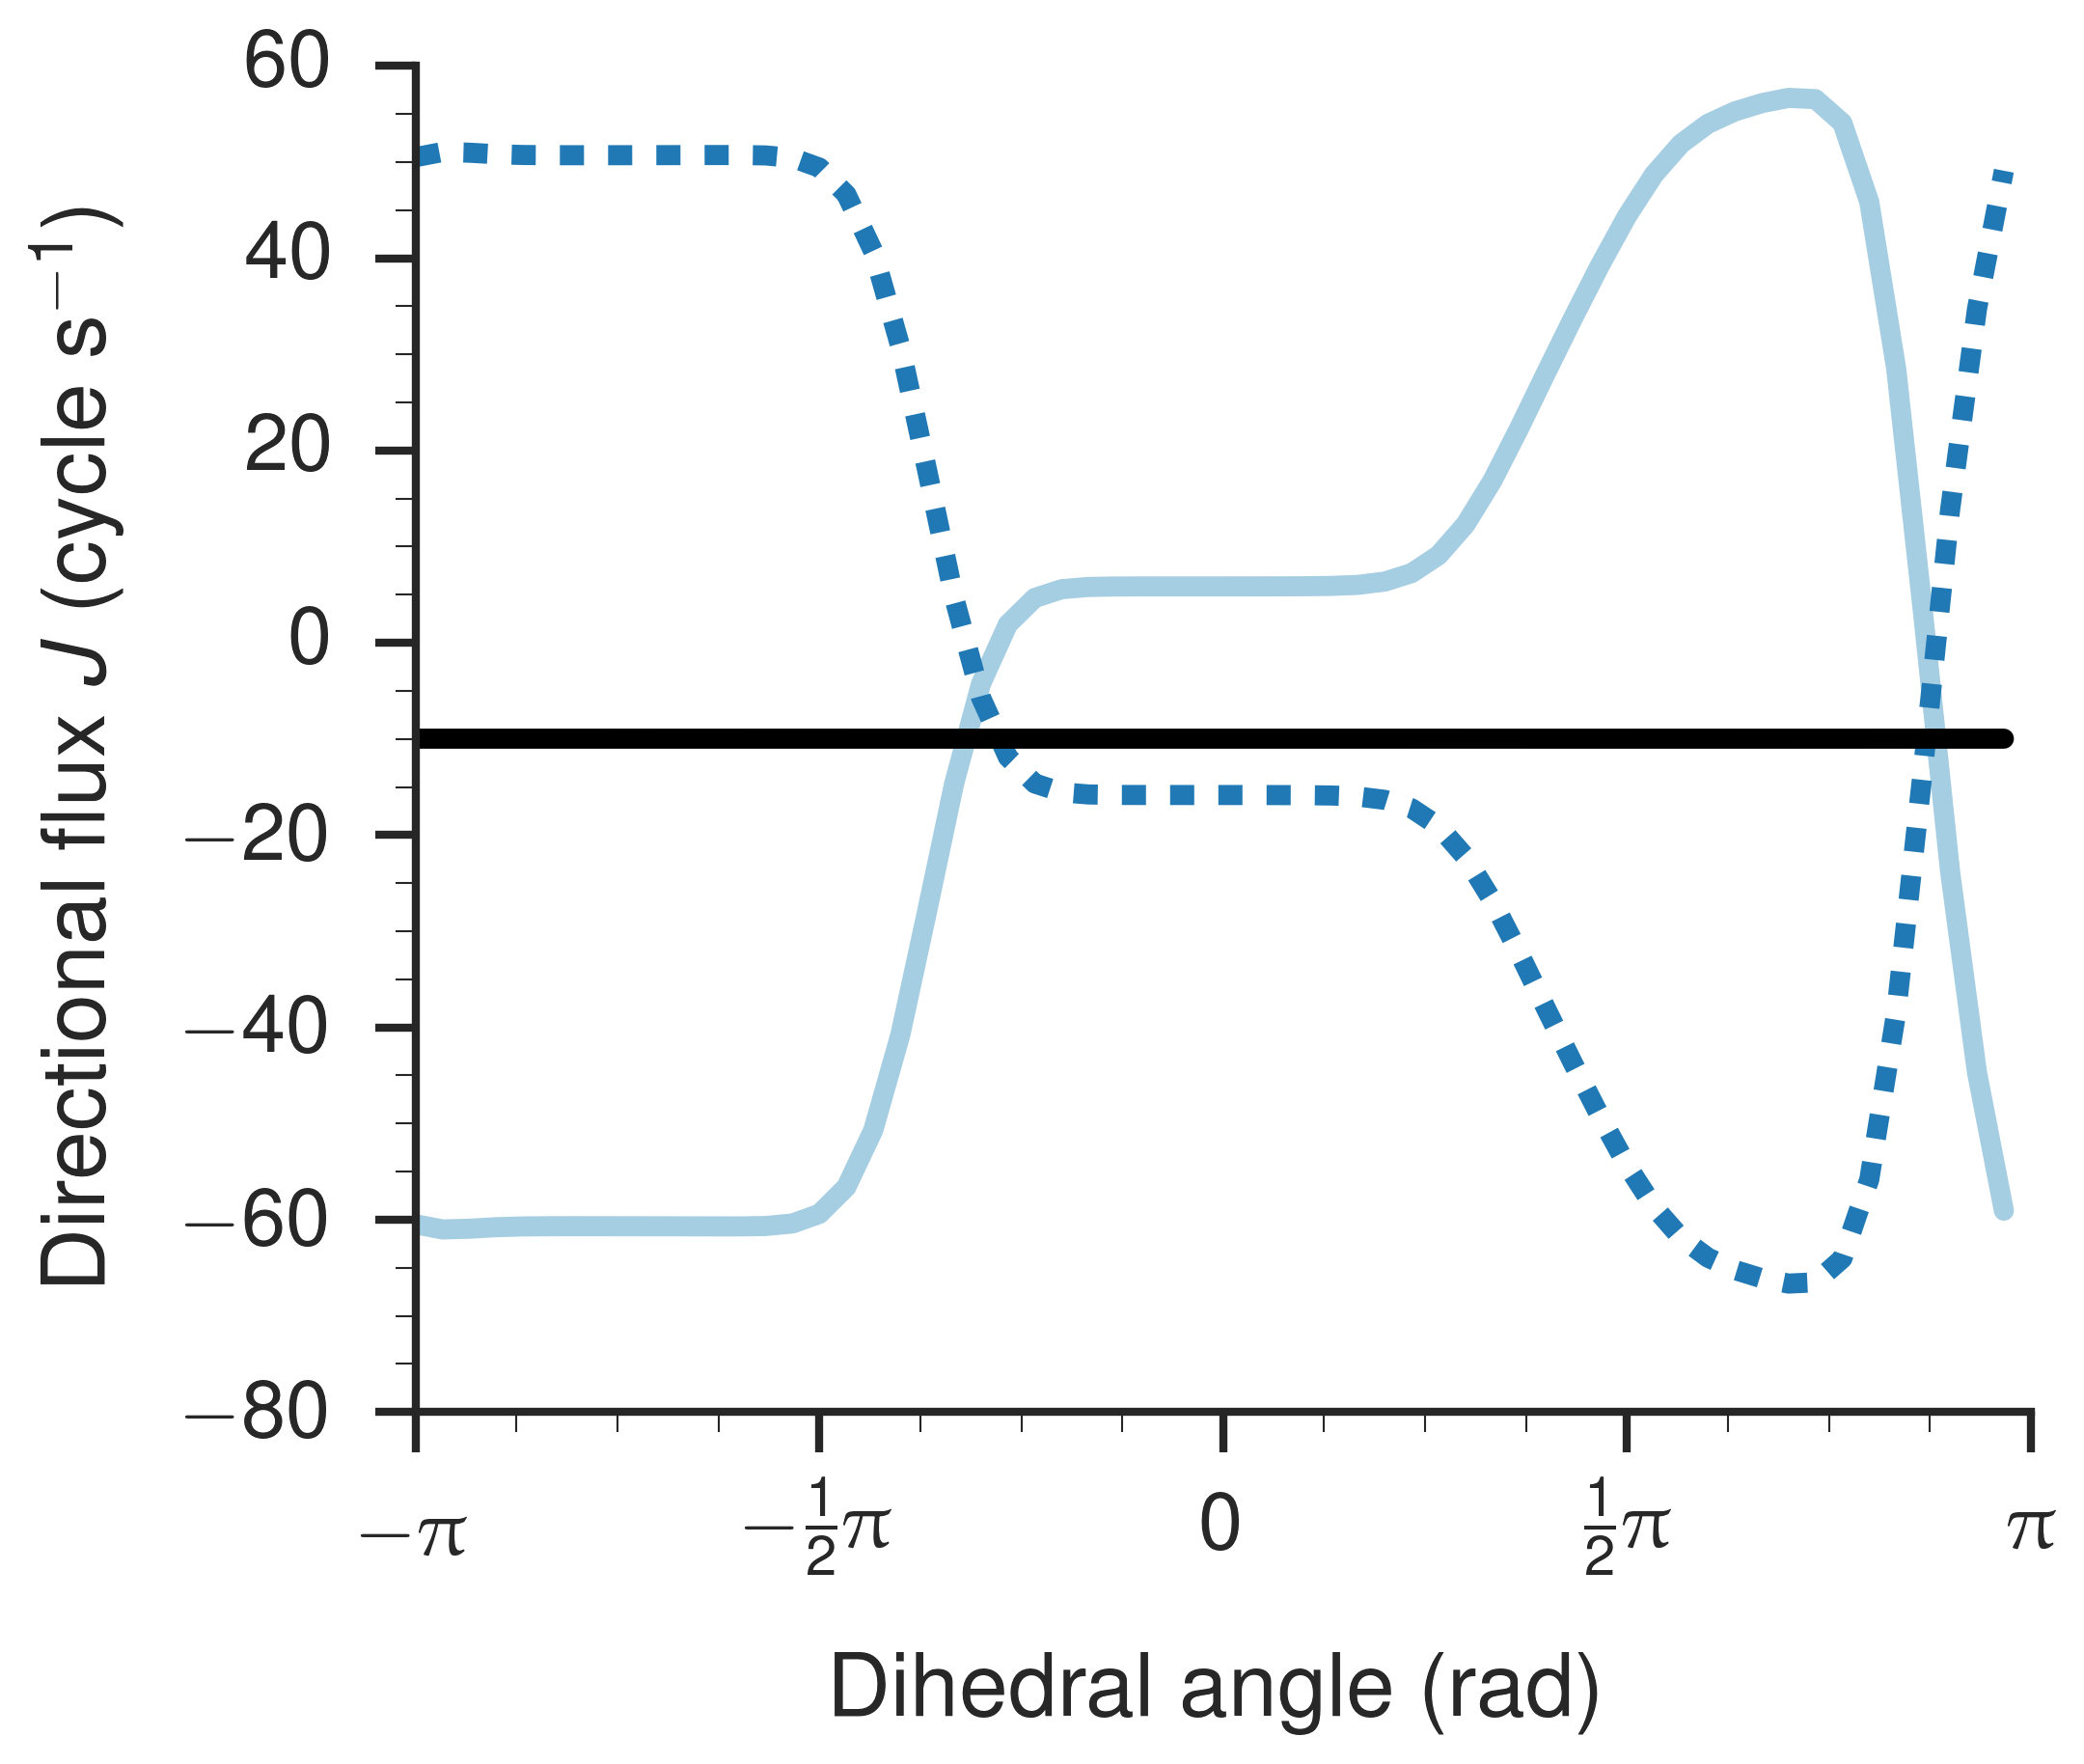 Directional flux J (cycle s⁻¹)
60
40
20
0
−20
−40
−60
−80
−π
−1/2π
0
1/2π
π
Dihedral angle (rad)